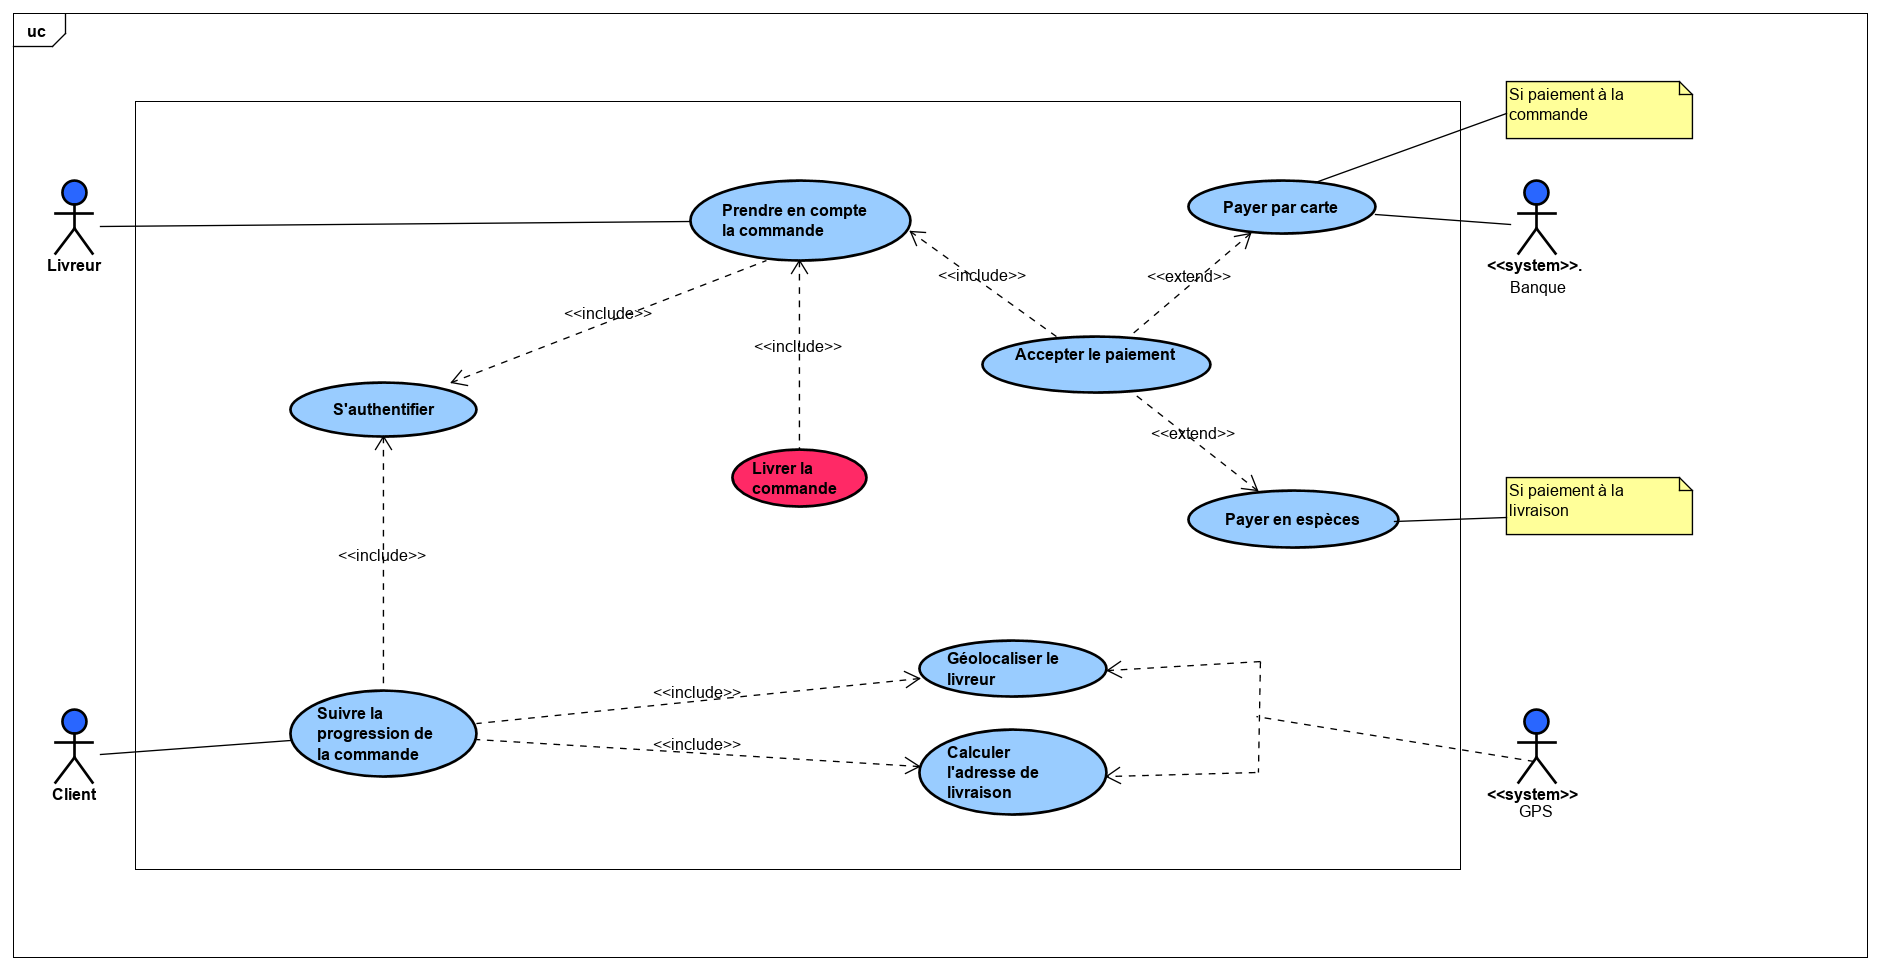 uc
Si paiement à la
commande
Prendre en compte
la commande
Payer par carte
Livreur
<<system>>.
Banque
<<include>>
<<extend>>
<<include>>
<<include>>
Accepter le paiement
S'authentifier
<<extend>>
Livrer la
commande
Si paiement à la
livraison
Payer en espèces
<<include>>
Géolocaliser le
livreur
<<include>>
Suivre la
progression de
la commande
<<include>>
Calculer
l'adresse de
livraison
Client
<<system>>
GPS